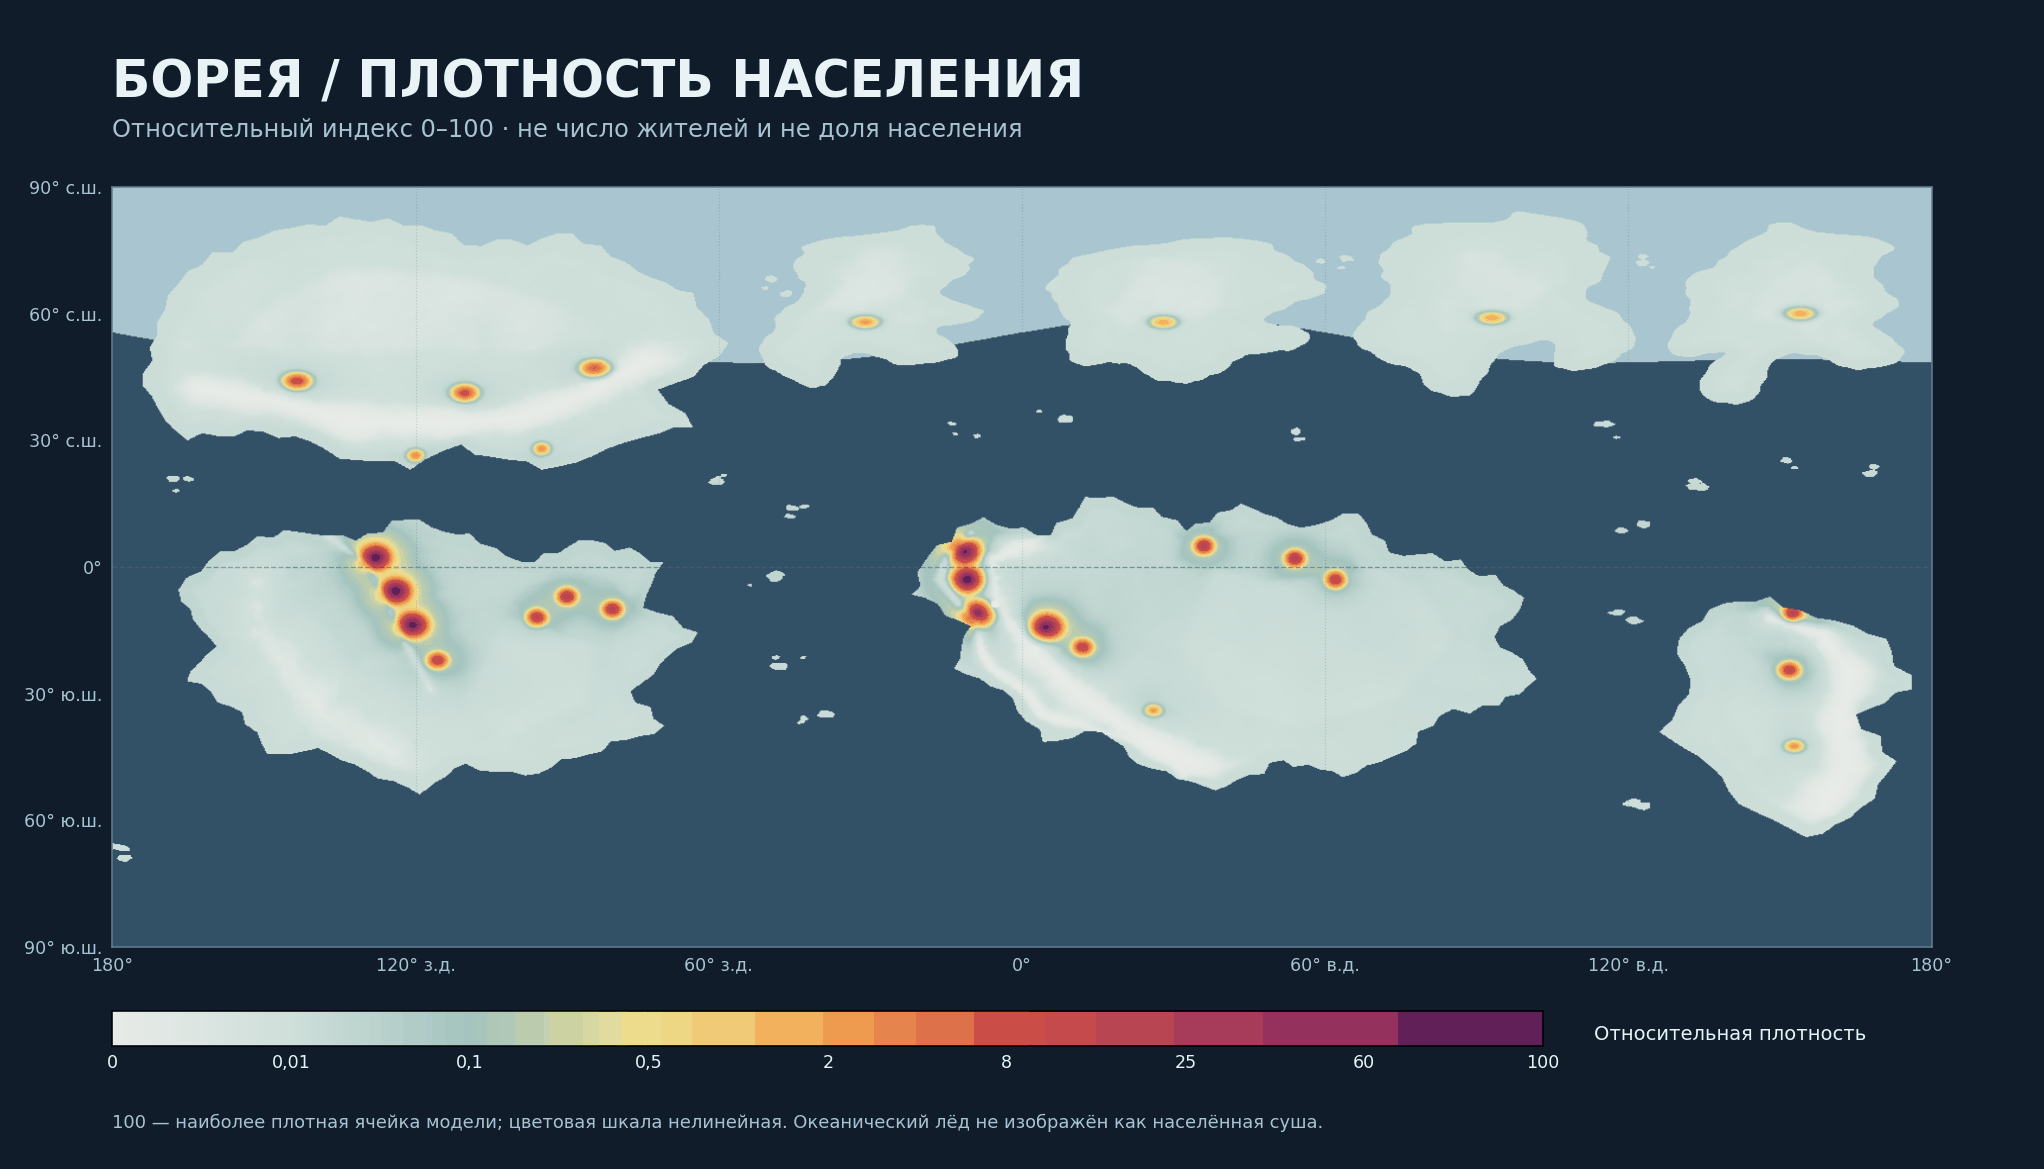 БОРЕЯ / ПЛОТНОСТЬ НАСЕЛЕНИЯ
Относительный индекс 0–100 · не число жителей и не доля населения
90° с.ш.
60° с.ш.
30° с.ш.
0°
30° ю.ш.
60° ю.ш.
90° ю.ш.
180° 120° з.д. 60° з.д. 0° 60° в.д. 120° в.д. 180°
Относительная плотность
0 0,01 0,1 0,5 2 8 25 60 100
100 — наиболее плотная ячейка модели; цветовая шкала нелинейная. Океанический лёд не изображён как населённая суша.